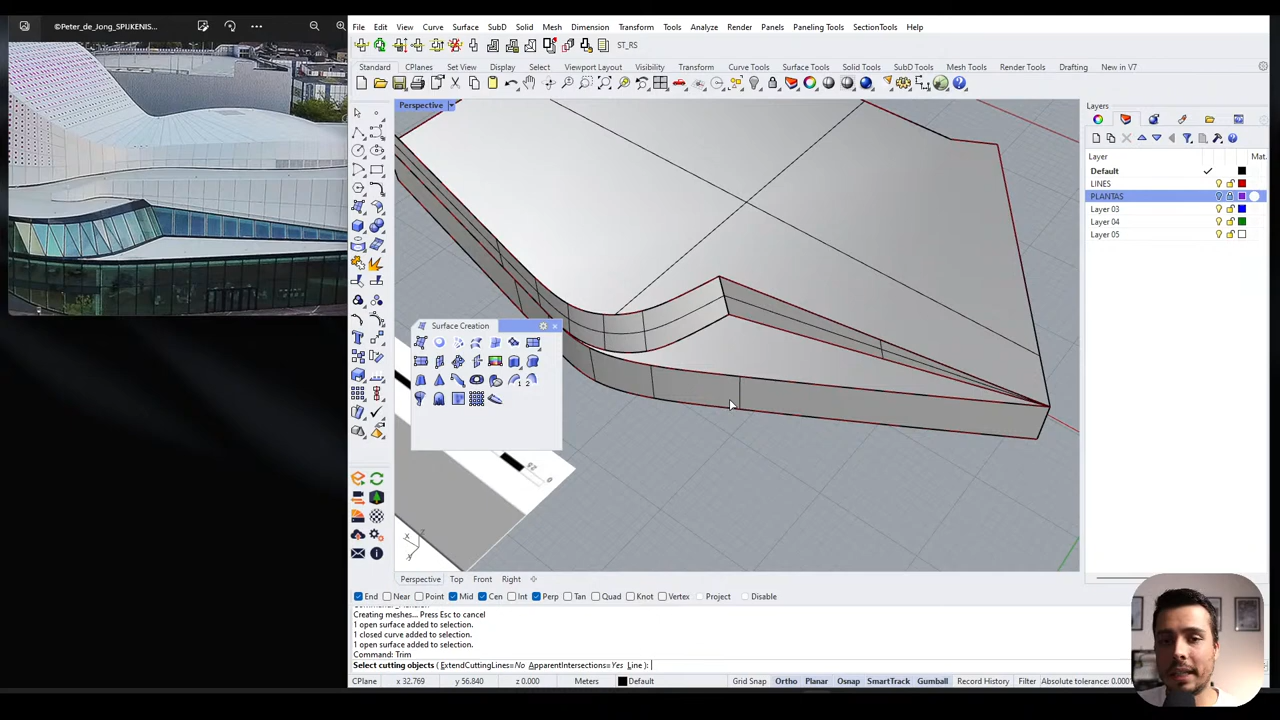 ©Peter_de_Jong_SPIJKENIS...
File Edit View Curve Surface SubD Solid Mesh Dimension Transform Tools Analyze Render Panels Paneling Tools SectionTools Help
ST_RS
Standard CPlanes Set View Display Select Viewport Layout Visibility Transform Curve Tools Surface Tools Solid Tools SubD Tools Mesh Tools Render Tools Drafting New in V7
Perspective
Layers
Layer Mat.
Default
LINES
PLANTAS
Layer 03
Layer 04
Layer 05
Surface Creation
1 2
Perspective Top Front Right
End Near Point Mid Cen Int Perp Tan Quad Knot Vertex Project Disable
Creating meshes... Press Esc to cancel
1 open surface added to selection.
1 closed curve added to selection.
1 open surface added to selection.
Command: Trim
Select cutting objects ( ExtendCuttingLines=No ApparentIntersections=Yes Line ):
CPlane x 32.769 y 56.840 z 0.000 Meters Default Grid Snap Ortho Planar Osnap SmartTrack Gumball Record History Filter Absolute tolerance: 0.000